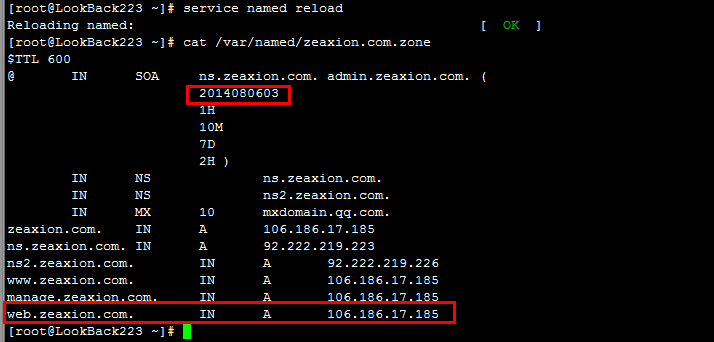 [root@LookBack223 ~]# service named reload
Reloading named: [ OK ]
[root@LookBack223 ~]# cat /var/named/zeaxion.com.zone
$TTL 600
@ IN SOA ns.zeaxion.com. admin.zeaxion.com. (
2014080603
1H
10M
7D
2H )
IN NS ns.zeaxion.com.
IN NS ns2.zeaxion.com.
IN MX 10 mxdomain.qq.com.
zeaxion.com. IN A 106.186.17.185
ns.zeaxion.com. IN A 92.222.219.223
ns2.zeaxion.com. IN A 92.222.219.226
www.zeaxion.com. IN A 106.186.17.185
manage.zeaxion.com. IN A 106.186.17.185
web.zeaxion.com. IN A 106.186.17.185
[root@LookBack223 ~]#